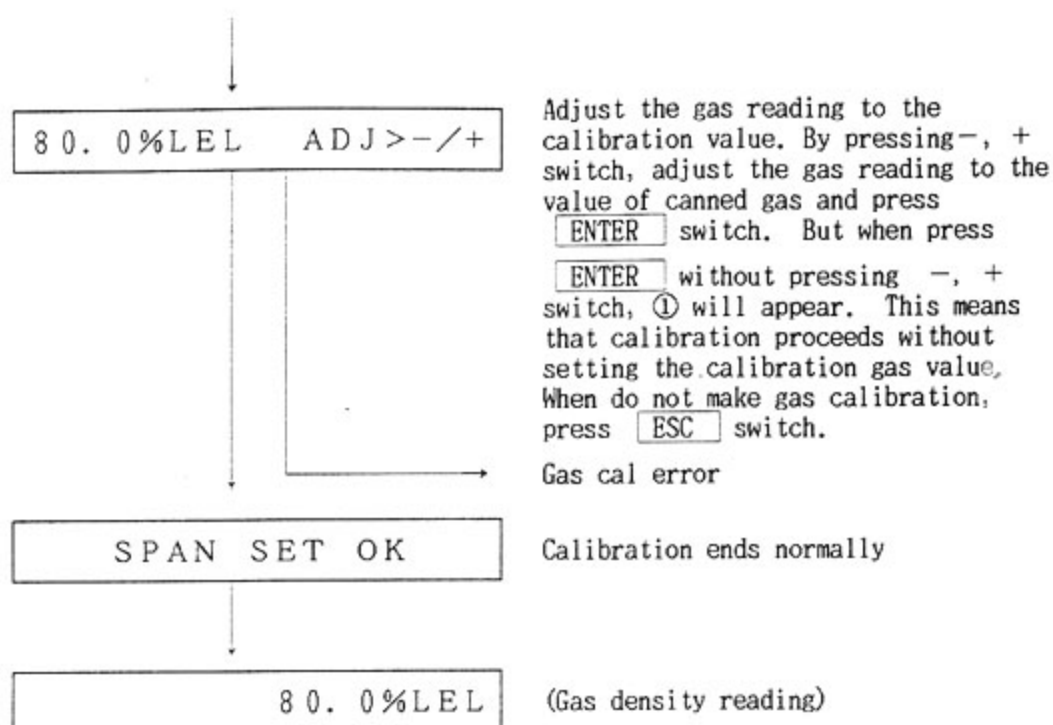 80. 0%LEL ADJ>-/+
Adjust the gas reading to the
calibration value. By pressing－, ＋
switch, adjust the gas reading to the
value of canned gas and press
ENTER switch. But when press
ENTER without pressing －, ＋
switch, ① will appear. This means
that calibration proceeds without
setting the calibration gas value,
When do not make gas calibration,
press ESC switch.
Gas cal error
SPAN SET OK
Calibration ends normally
80. 0%LEL
(Gas density reading)